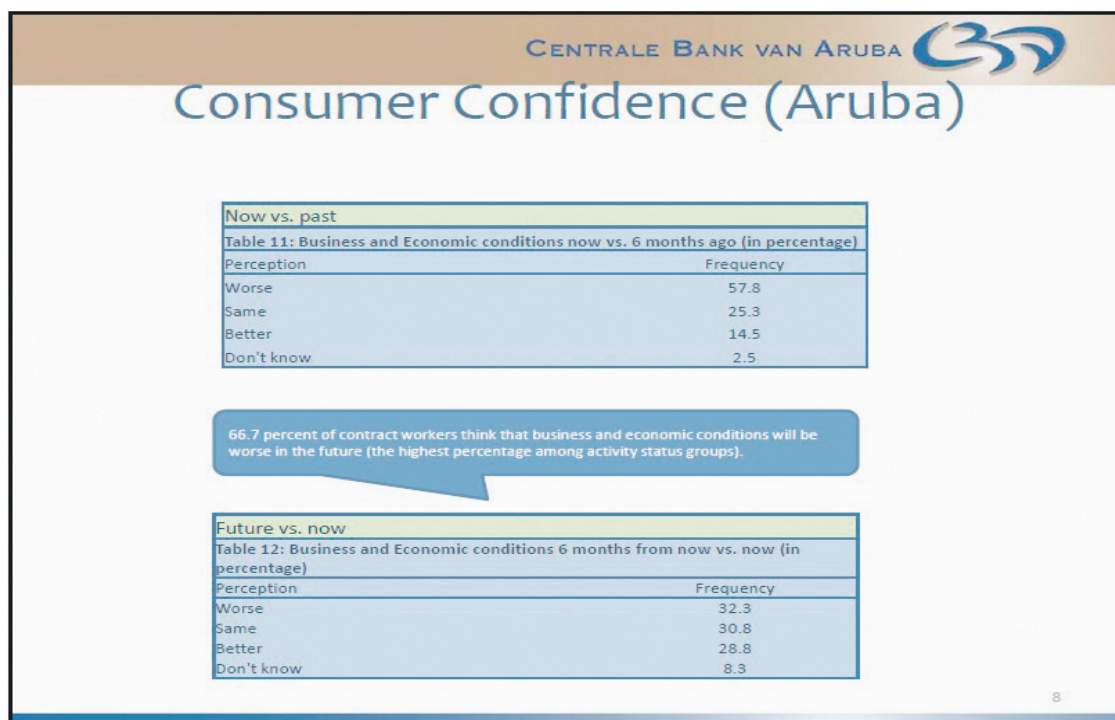 CENTRALE BANK VAN ARUBA
Consumer Confidence (Aruba)
Now vs. past
Table 11: Business and Economic conditions now vs. 6 months ago (in percentage)
Perception Frequency
Worse 57.8
Same 25.3
Better 14.5
Don't know 2.5
66.7 percent of contract workers think that business and economic conditions will be
worse in the future (the highest percentage among activity status groups).
Future vs. now
Table 12: Business and Economic conditions 6 months from now vs. now (in
percentage)
Perception Frequency
Worse 32.3
Same 30.8
Better 28.8
Don't know 8.3
8